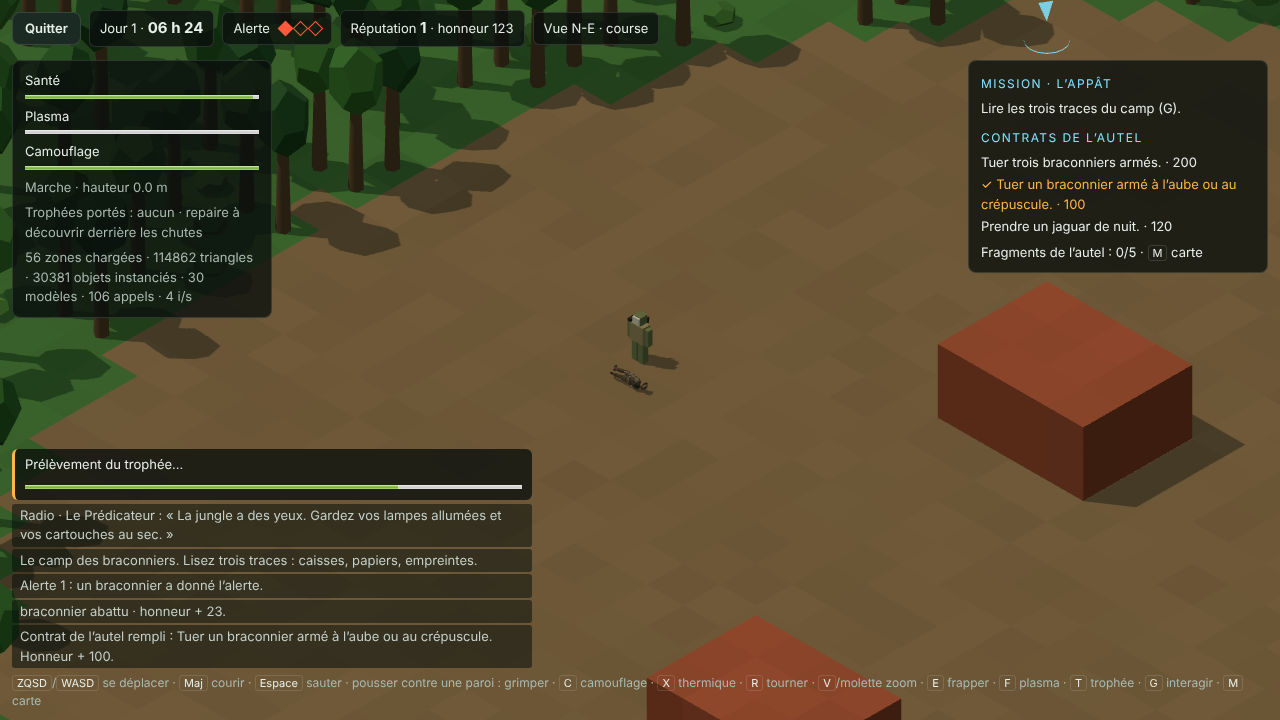 Quitter
Jour 1 · 06 h 24
Alerte
Réputation 1 · honneur 123
Vue N-E · course
Santé
Plasma
Camouflage
Marche · hauteur 0.0 m
Trophées portés : aucun · repaire à
découvrir derrière les chutes
56 zones chargées · 114862 triangles
· 30381 objets instanciés · 30
modèles · 106 appels · 4 i/s
MISSION · L’APPÂT
Lire les trois traces du camp (G).
CONTRATS DE L’AUTEL
Tuer trois braconniers armés. · 200
✓ Tuer un braconnier armé à l’aube ou au
crépuscule. · 100
Prendre un jaguar de nuit. · 120
Fragments de l’autel : 0/5 · M carte
Prélèvement du trophée…
Radio · Le Prédicateur : « La jungle a des yeux. Gardez vos lampes allumées et
vos cartouches au sec. »
Le camp des braconniers. Lisez trois traces : caisses, papiers, empreintes.
Alerte 1 : un braconnier a donné l’alerte.
braconnier abattu · honneur + 23.
Contrat de l’autel rempli : Tuer un braconnier armé à l’aube ou au crépuscule.
Honneur + 100.
ZQSD / WASD se déplacer · Maj courir · Espace sauter · pousser contre une paroi : grimper · C camouflage · X thermique · R tourner · V /molette zoom · E frapper · F plasma · T trophée · G interagir · M
carte